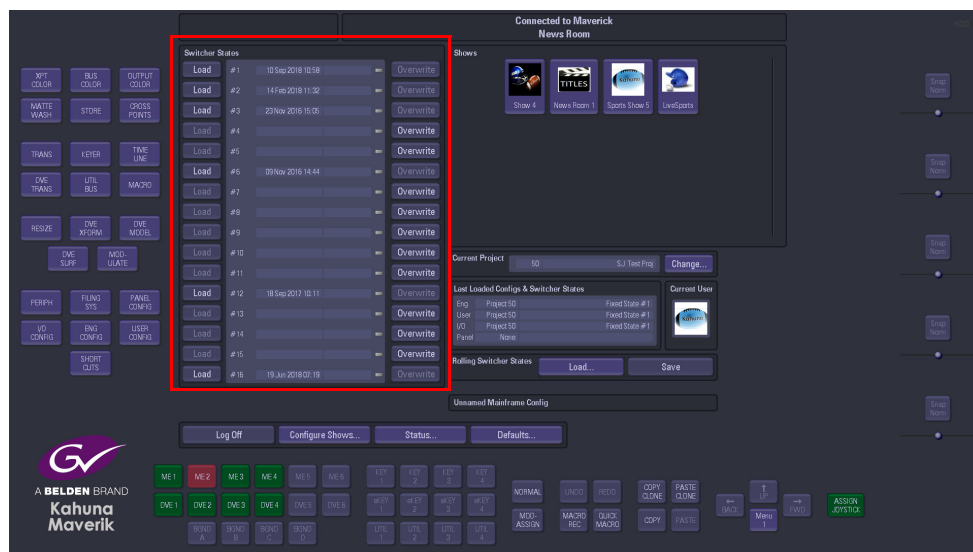 Connected to Maverick
News Room
Switcher States
Load #1 10 Sep 2018 10:58 Overwrite
Load #2 14 Feb 2018 11:32 Overwrite
Load #3 23 Nov 2016 15:05 Overwrite
Load #4 Overwrite
Load #5 Overwrite
Load #6 09 Nov 2016 14:44 Overwrite
Load #7 Overwrite
Load #8 Overwrite
Load #9 Overwrite
Load #10 Overwrite
Load #11 Overwrite
Load #12 18 Sep 2017 10:11 Overwrite
Load #13 Overwrite
Load #14 Overwrite
Load #15 Overwrite
Load #16 19 Jun 2018 07:19 Overwrite
Shows
TITLES
Kahuna
Show 4 News Room 1 Sports Show 5 LiveSports
Current Project 50 SJ Test Proj Change...
Last Loaded Configs & Switcher States
Eng Project 50 Fixed State #1
User Project 50 Fixed State #1
I/O Project 50 Fixed State #1
Panel None
Current User
Kahuna
Rolling Switcher States Load... Save
Unnamed Mainframe Config
Log Off Configure Shows... Status... Defaults...
XPT COLOR
BUS COLOR
OUTPUT COLOR
MATTE WASH
STORE
CROSS POINTS
TRANS
KEYER
TIME LINE
DVE TRANS
UTIL BUS
MACRO
RESIZE
DVE XFORM
DVE MODEL
DVE SURF
MOD-ULATE
PERIPH
FILING SYS
PANEL CONFIG
I/O CONFIG
ENG CONFIG
USER CONFIG
SHORT CUTS
Snap Norm
Snap Norm
Snap Norm
Snap Norm
Snap Norm
GV
A BELDEN BRAND
Kahuna
Maverik
ME 1 ME 2 ME 3 ME 4 ME 5 ME 6
DVE 1 DVE 2 DVE 3 DVE 4 DVE 5 DVE 6
BGND A BGND B BGND C BGND D
KEY 1 KEY 2 KEY 3 KEY 4
eKEY 1 eKEY 2 eKEY 3 eKEY 4
UTIL 1 UTIL 2 UTIL 3 UTIL 4
NORMAL UNDO REDO COPY CLONE PASTE CLONE
MOD-ASSIGN MACRO REC QUICK MACRO COPY PASTE
← BACK
↑ UP
Menu 1
→ FWD
ASSIGN JOYSTICK